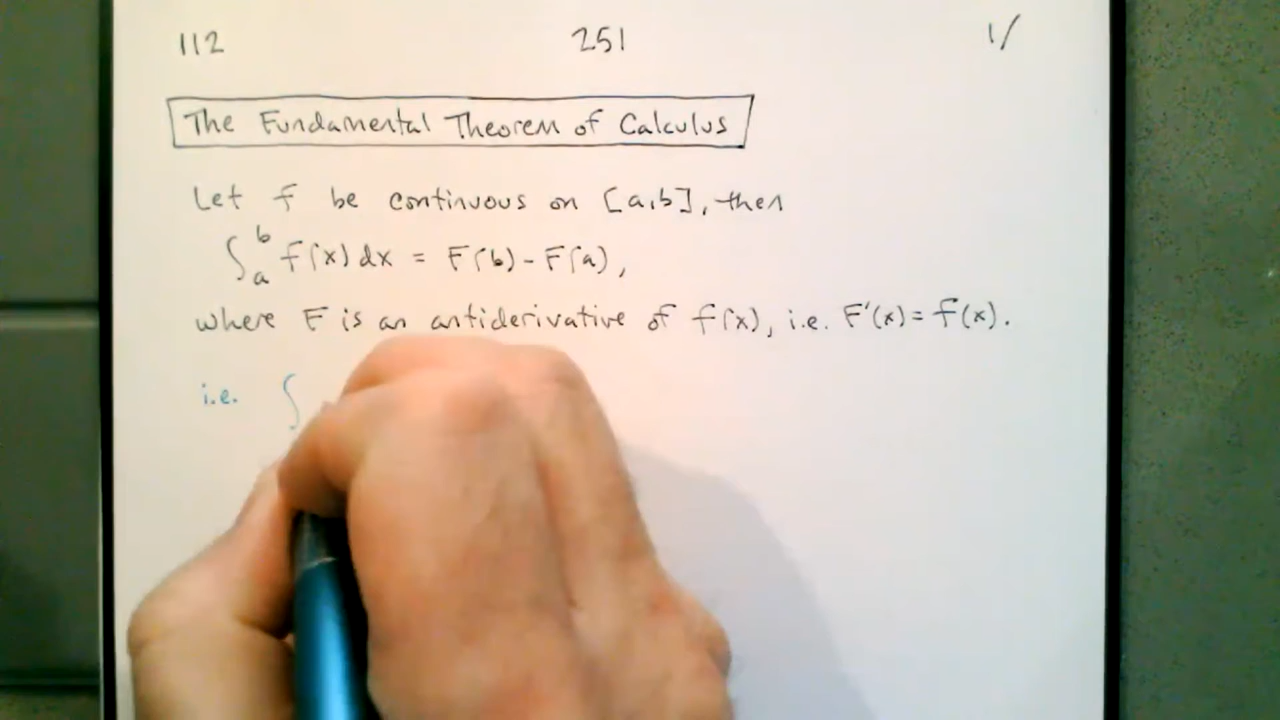 112 251 1/
The Fundamental Theorem of Calculus
Let f be continuous on [a,b], then
∫_a^b f(x) dx = F(b) - F(a),
where F is an antiderivative of f(x), i.e. F'(x) = f(x).
i.e. ∫